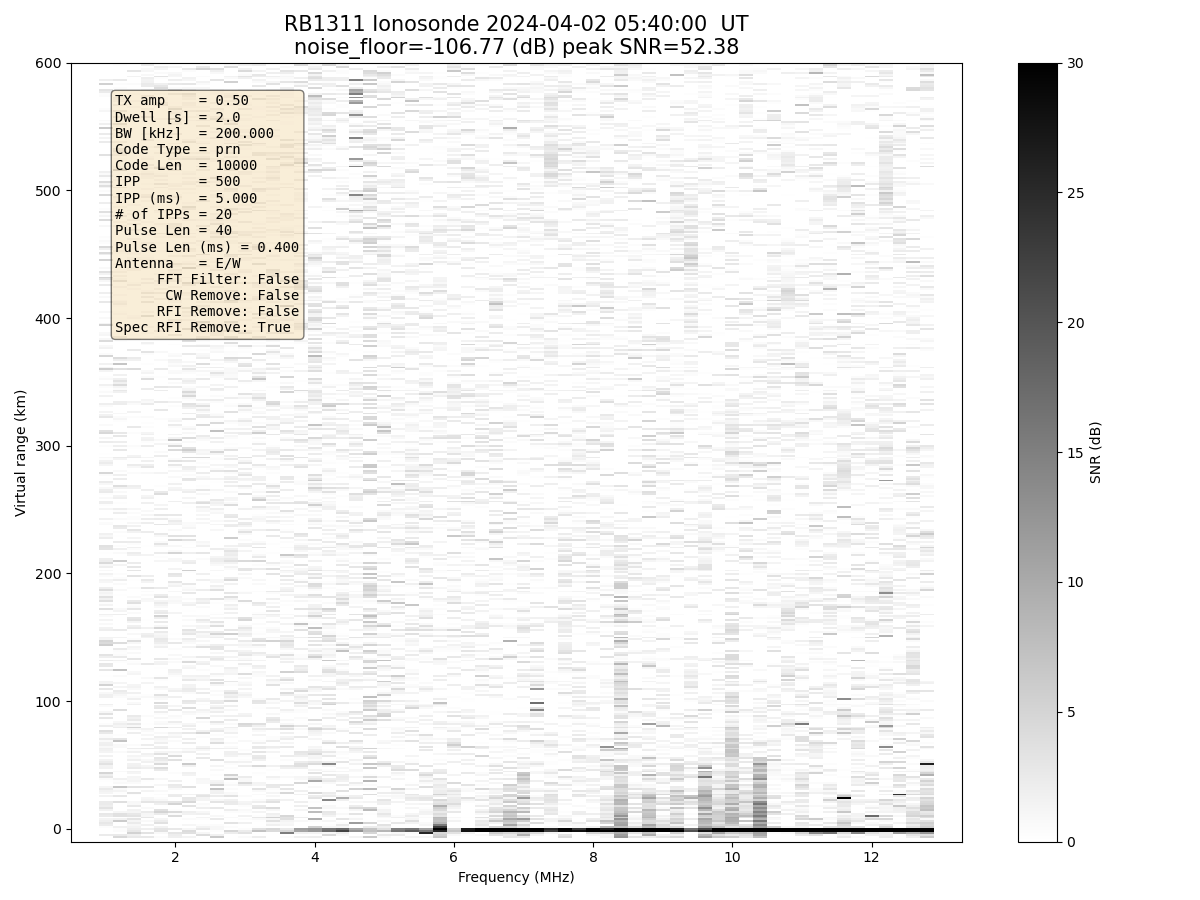 RB1311 Ionosonde 2024-04-02 05:40:00  UT
noise_floor=-106.77 (dB) peak SNR=52.38
TX amp    = 0.50
Dwell [s] = 2.0
BW [kHz]  = 200.000
Code Type = prn
Code Len  = 10000
IPP       = 500
IPP (ms)  = 5.000
# of IPPs = 20
Pulse Len = 40
Pulse Len (ms) = 0.400
Antenna   = E/W
FFT Filter: False
CW Remove: False
RFI Remove: False
Spec RFI Remove: True
600
500
400
300
200
100
0
Virtual range (km)
2 4 6 8 10 12
Frequency (MHz)
30
25
20
15
10
5
0
SNR (dB)